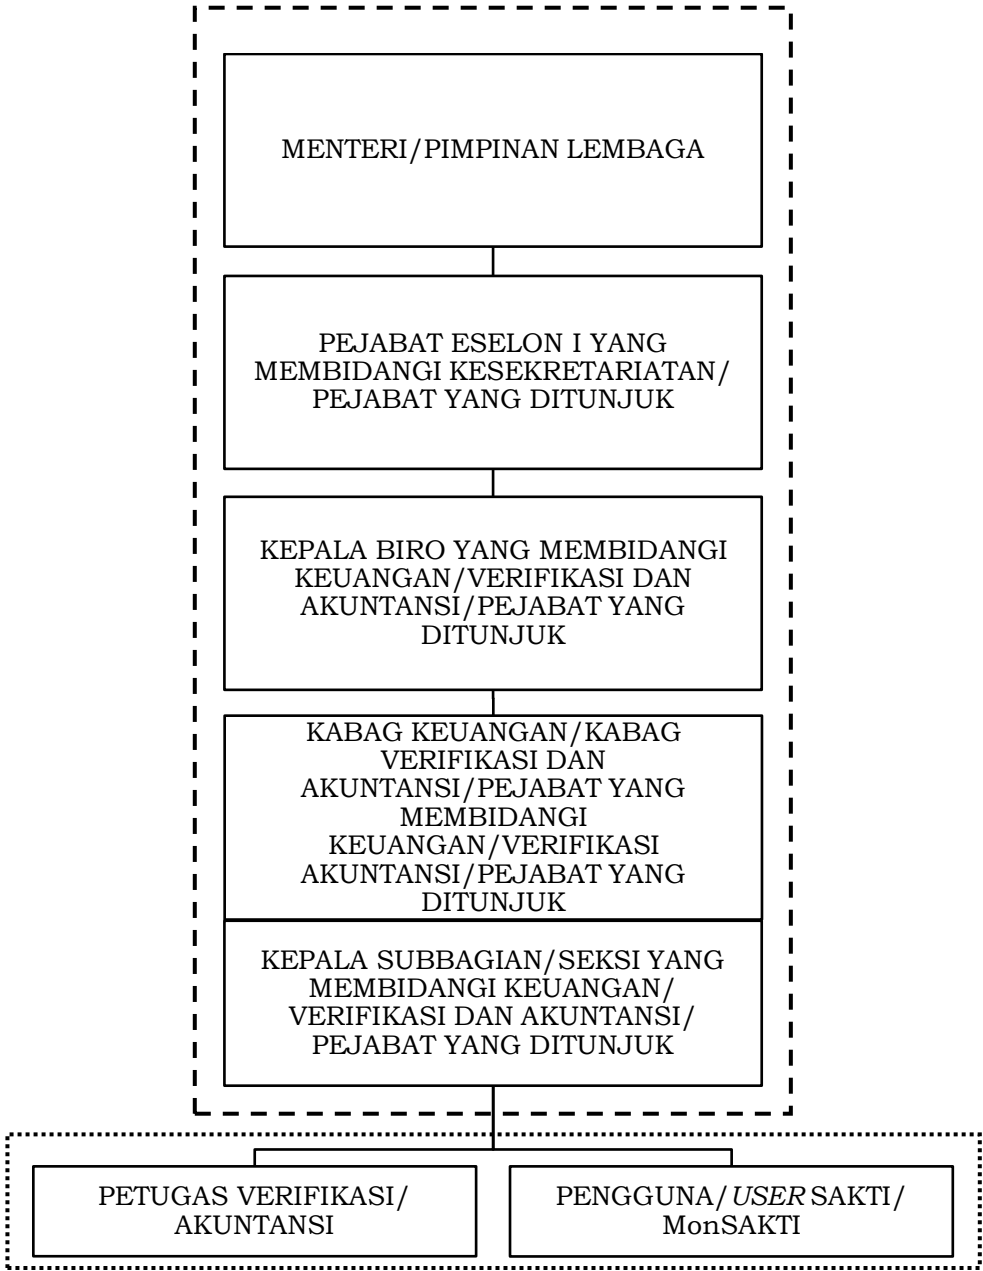 MENTERI/PIMPINAN LEMBAGA
PEJABAT ESELON I YANG
MEMBIDANGI KESEKRETARIATAN/
PEJABAT YANG DITUNJUK
KEPALA BIRO YANG MEMBIDANGI
KEUANGAN/VERIFIKASI DAN
AKUNTANSI/PEJABAT YANG
DITUNJUK
KABAG KEUANGAN/KABAG
VERIFIKASI DAN
AKUNTANSI/PEJABAT YANG
MEMBIDANGI
KEUANGAN/VERIFIKASI
AKUNTANSI/PEJABAT YANG
DITUNJUK
KEPALA SUBBAGIAN/SEKSI YANG
MEMBIDANGI KEUANGAN/
VERIFIKASI DAN AKUNTANSI/
PEJABAT YANG DITUNJUK
PETUGAS VERIFIKASI/
AKUNTANSI
PENGGUNA/USER SAKTI/
MonSAKTI